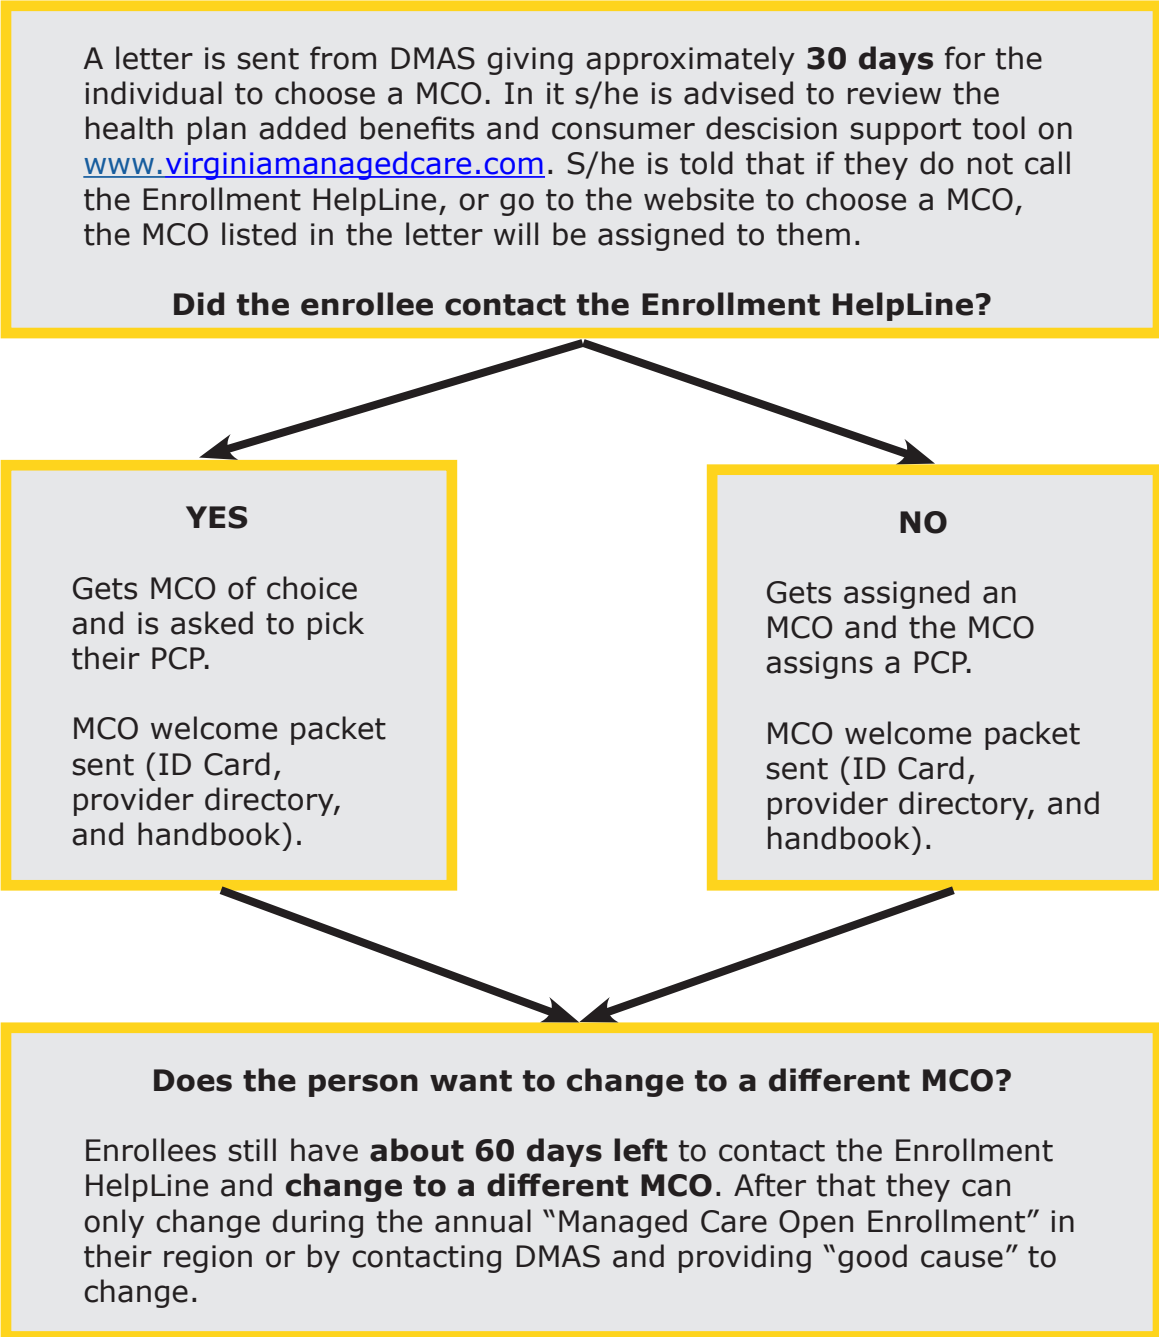 A letter is sent from DMAS giving approximately 30 days for the
individual to choose a MCO. In it s/he is advised to review the
health plan added benefits and consumer descision support tool on
www.virginiamanagedcare.com. S/he is told that if they do not call
the Enrollment HelpLine, or go to the website to choose a MCO,
the MCO listed in the letter will be assigned to them.
Did the enrollee contact the Enrollment HelpLine?
YES
Gets MCO of choice
and is asked to pick
their PCP.
MCO welcome packet
sent (ID Card,
provider directory,
and handbook).
NO
Gets assigned an
MCO and the MCO
assigns a PCP.
MCO welcome packet
sent (ID Card,
provider directory, and
handbook).
Does the person want to change to a different MCO?
Enrollees still have about 60 days left to contact the Enrollment
HelpLine and change to a different MCO. After that they can
only change during the annual “Managed Care Open Enrollment” in
their region or by contacting DMAS and providing “good cause” to
change.